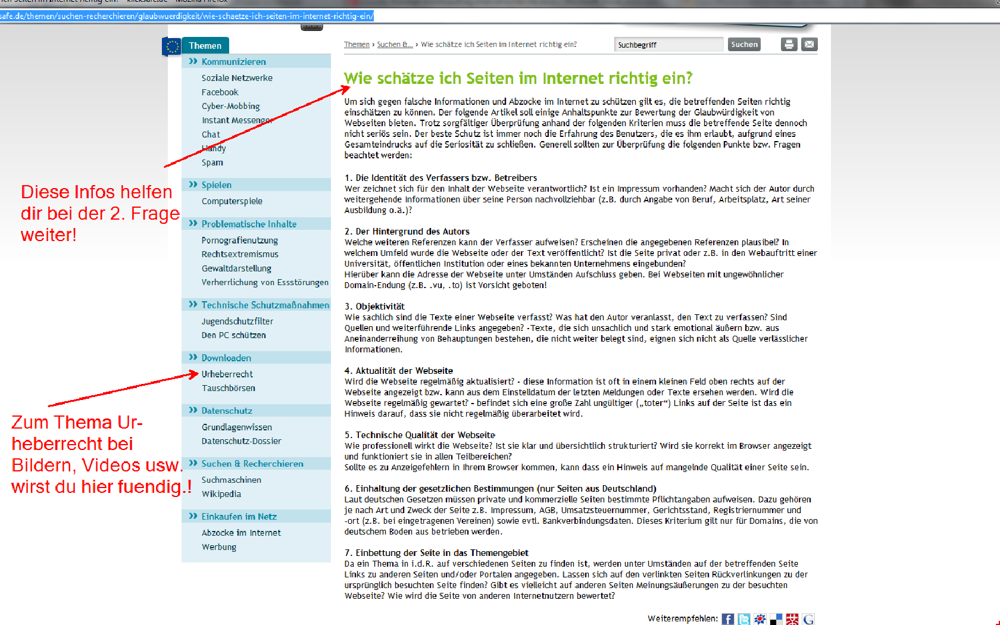 safe.de/themen/suchen-recherchieren/glaubwuerdigkeit/wie-schaetze-ich-seiten-im-internet-richtig-ein/
Themen
Themen › Suchen &... › Wie schätze ich Seiten im Internet richtig ein?
Suchbegriff
Suchen
» Kommunizieren
Soziale Netzwerke
Facebook
Cyber-Mobbing
Instant Messenger
Chat
Handy
Spam
» Spielen
Computerspiele
» Problematische Inhalte
Pornografienutzung
Rechtsextremismus
Gewaltdarstellung
Verherrlichung von Essstörungen
» Technische Schutzmaßnahmen
Jugendschutzfilter
Den PC schützen
» Downloaden
Urheberrecht
Tauschbörsen
» Datenschutz
Grundlagenwissen
Datenschutz-Dossier
» Suchen & Recherchieren
Suchmaschinen
Wikipedia
» Einkaufen im Netz
Abzocke im Internet
Werbung
Diese Infos helfen
dir bei der 2. Frage
weiter!
Zum Thema Ur-
heberrecht bei
Bildern, Videos usw.
wirst du hier fuendig.!
Wie schätze ich Seiten im Internet richtig ein?
Um sich gegen falsche Informationen und Abzocke im Internet zu schützen gilt es, die betreffenden Seiten richtig
einschätzen zu können. Der folgende Artikel soll einige Anhaltspunkte zur Bewertung der Glaubwürdigkeit von
Webseiten bieten. Trotz sorgfältiger Überprüfung anhand der folgenden Kriterien muss die betreffende Seite dennoch
nicht seriös sein. Der beste Schutz ist immer noch die Erfahrung des Benutzers, die es ihm erlaubt, aufgrund eines
Gesamteindrucks auf die Seriosität zu schließen. Generell sollten zur Überprüfung die folgenden Punkte bzw. Fragen
beachtet werden:
1. Die Identität des Verfassers bzw. Betreibers
Wer zeichnet sich für den Inhalt der Webseite verantwortlich? Ist ein Impressum vorhanden? Macht sich der Autor durch
weitergehende Informationen über seine Person nachvollziehbar (z.B. durch Angabe von Beruf, Arbeitsplatz, Art seiner
Ausbildung o.ä.)?
2. Der Hintergrund des Autors
Welche weiteren Referenzen kann der Verfasser aufweisen? Erscheinen die angegebenen Referenzen plausibel? In
welchem Umfeld wurde die Webseite oder der Text veröffentlicht? Ist die Seite privat oder z.B. in den Webauftritt einer
Universität, öffentlichen Institution oder eines bekannten Unternehmens eingebunden?
Hierüber kann die Adresse der Webseite unter Umständen Aufschluss geben. Bei Webseiten mit ungewöhnlicher
Domain-Endung (z.B. .vu, .to) ist Vorsicht geboten!
3. Objektivität
Wie sachlich sind die Texte einer Webseite verfasst? Was hat den Autor veranlasst, den Text zu verfassen? Sind
Quellen und weiterführende Links angegeben? -Texte, die sich unsachlich und stark emotional äußern bzw. aus
Aneinanderreihung von Behauptungen bestehen, die nicht weiter belegt sind, eignen sich nicht als Quelle verlässlicher
Informationen.
4. Aktualität der Webseite
Wird die Webseite regelmäßig aktualisiert? - diese Information ist oft in einem kleinen Feld oben rechts auf der
Webseite angezeigt bzw. kann aus dem Einstelldatum der letzten Meldungen oder Texte ersehen werden. Wird die
Webseite regelmäßig gewartet? - befindet sich eine große Zahl ungültiger („toter“) Links auf der Seite ist das ein
Hinweis darauf, dass sie nicht regelmäßig überarbeitet wird.
5. Technische Qualität der Webseite
Wie professionell wirkt die Webseite? Ist sie klar und übersichtlich strukturiert? Wird sie korrekt im Browser angezeigt
und funktioniert sie in allen Teilbereichen?
Sollte es zu Anzeigefehlern in Ihrem Browser kommen, kann dass ein Hinweis auf mangelnde Qualität einer Seite sein.
6. Einhaltung der gesetzlichen Bestimmungen (nur Seiten aus Deutschland)
Laut deutschen Gesetzen müssen private und kommerzielle Seiten bestimmte Pflichtangaben aufweisen. Dazu gehören
je nach Art und Zweck der Seite z.B. Impressum, AGB, Umsatzsteuernummer, Gerichtsstand, Registriernummer und
-ort (z.B. bei eingetragenen Vereinen) sowie evtl. Bankverbindungsdaten. Dieses Kriterium gilt nur für Domains, die von
deutschem Boden aus betrieben werden.
7. Einbettung der Seite in das Themengebiet
Da ein Thema in i.d.R. auf verschiedenen Seiten zu finden ist, werden unter Umständen auf der betreffenden Seite
Links zu anderen Seiten und/oder Portalen angegeben. Lassen sich auf den verlinkten Seiten Rückverlinkungen zu der
ursprünglich besuchten Seite finden? Gibt es vielleicht auf anderen Seiten Meinungsäußerungen zu der besuchten
Webseite? Wie wird die Seite von anderen Internetnutzern bewertet?
Weiterempfehlen: